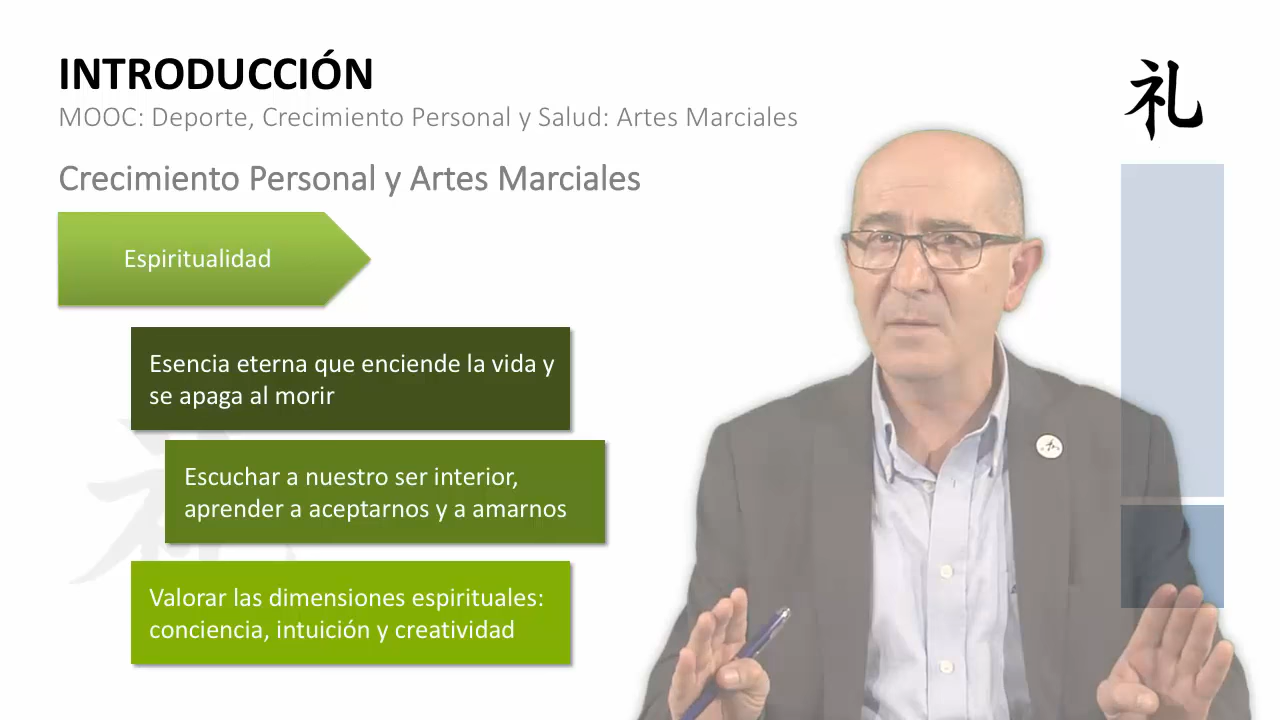 INTRODUCCIÓN
MOOC: Deporte, Crecimiento Personal y Salud: Artes Marciales
礼
Crecimiento Personal y Artes Marciales
Espiritualidad
Esencia eterna que enciende la vida y
se apaga al morir
Escuchar a nuestro ser interior,
aprender a aceptarnos y a amarnos
Valorar las dimensiones espirituales:
conciencia, intuición y creatividad